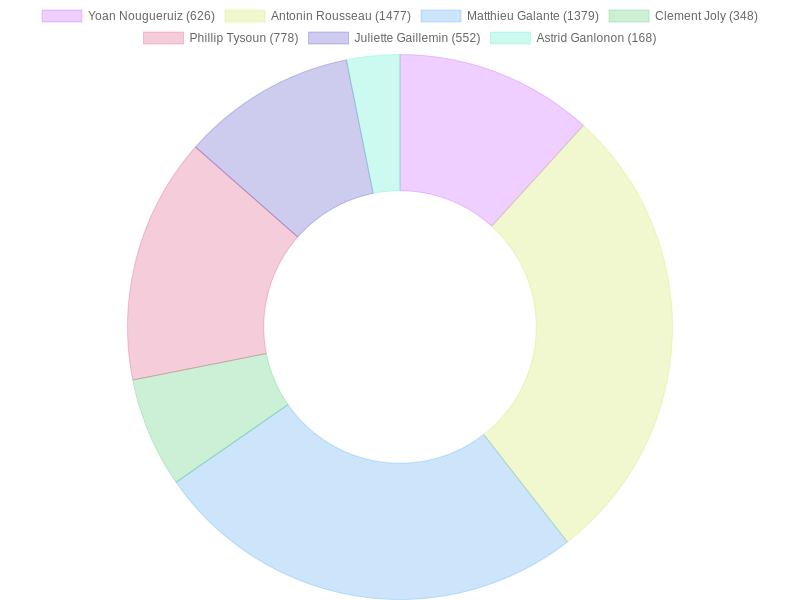 Yoan Nougueruiz (626) Antonin Rousseau (1477) Matthieu Galante (1379) Clement Joly (348)
Phillip Tysoun (778) Juliette Gaillemin (552) Astrid Ganlonon (168)